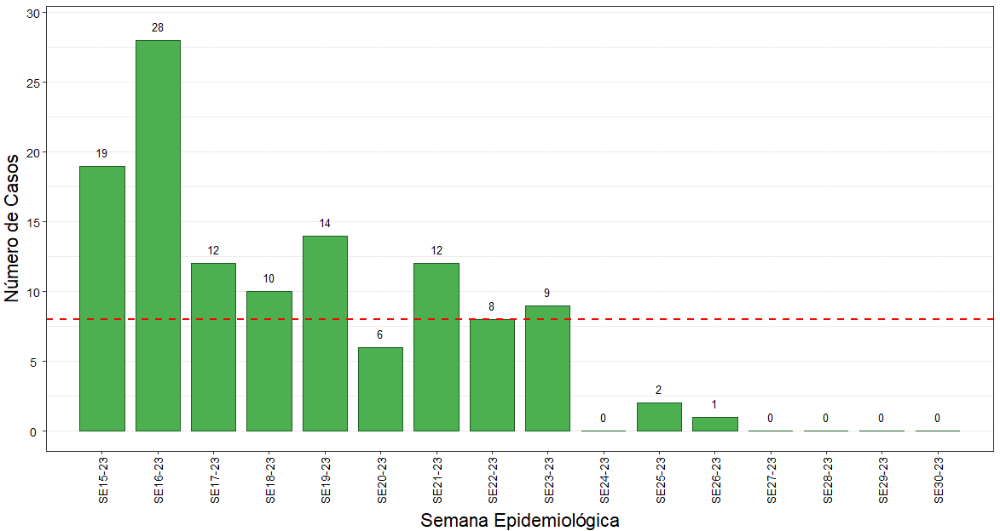 Número de Casos
30
25
20
15
10
5
0
19
28
12
10
14
6
12
8
9
0
2
1
0
0
0
0
SE15-23
SE16-23
SE17-23
SE18-23
SE19-23
SE20-23
SE21-23
SE22-23
SE23-23
SE24-23
SE25-23
SE26-23
SE27-23
SE28-23
SE29-23
SE30-23
Semana Epidemiológica